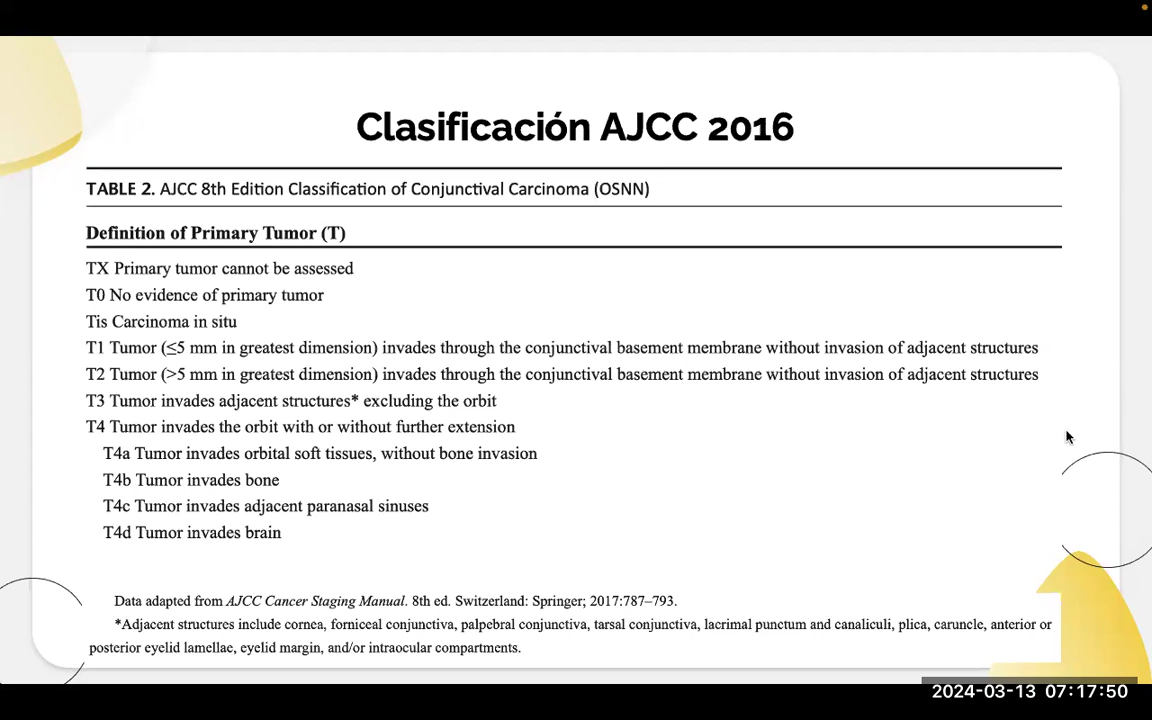 Clasificación AJCC 2016
TABLE 2. AJCC 8th Edition Classification of Conjunctival Carcinoma (OSNN)
Definition of Primary Tumor (T)
TX Primary tumor cannot be assessed
T0 No evidence of primary tumor
Tis Carcinoma in situ
T1 Tumor (≤5 mm in greatest dimension) invades through the conjunctival basement membrane without invasion of adjacent structures
T2 Tumor (>5 mm in greatest dimension) invades through the conjunctival basement membrane without invasion of adjacent structures
T3 Tumor invades adjacent structures* excluding the orbit
T4 Tumor invades the orbit with or without further extension
T4a Tumor invades orbital soft tissues, without bone invasion
T4b Tumor invades bone
T4c Tumor invades adjacent paranasal sinuses
T4d Tumor invades brain
Data adapted from AJCC Cancer Staging Manual. 8th ed. Switzerland: Springer; 2017:787–793.
*Adjacent structures include cornea, forniceal conjunctiva, palpebral conjunctiva, tarsal conjunctiva, lacrimal punctum and canaliculi, plica, caruncle, anterior or
posterior eyelid lamellae, eyelid margin, and/or intraocular compartments.
2024-03-13 07:17:50